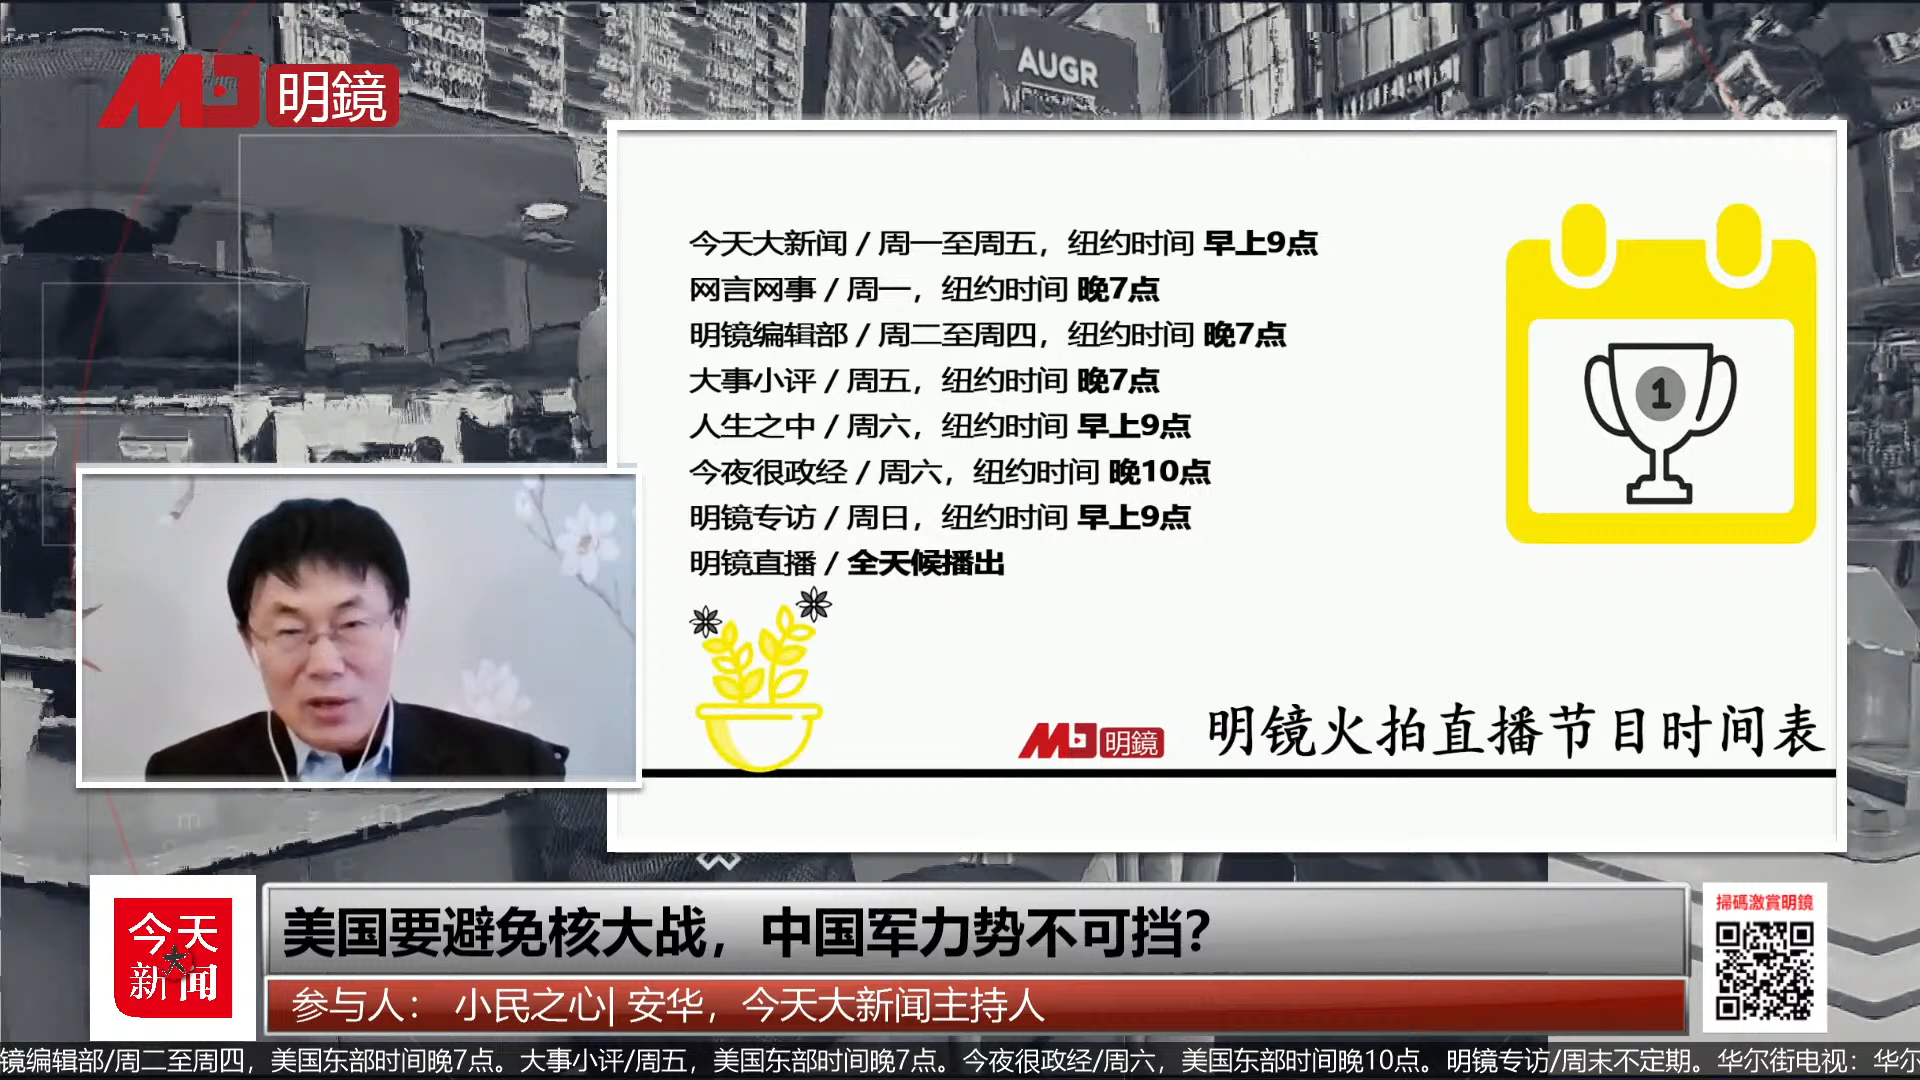 明鏡
AUGR
今天大新闻 / 周一至周五，纽约时间 早上9点
网言网事 / 周一，纽约时间 晚7点
明镜编辑部 / 周二至周四，纽约时间 晚7点
大事小评 / 周五，纽约时间 晚7点
人生之中 / 周六，纽约时间 早上9点
今夜很政经 / 周六，纽约时间 晚10点
明镜专访 / 周日，纽约时间 早上9点
明镜直播 / 全天候播出
1
明鏡
明镜火拍直播节目时间表
今天
大
新闻
美国要避免核大战，中国军力势不可挡？
参与人： 小民之心| 安华，今天大新闻主持人
掃碼激賞明鏡
镜编辑部/周二至周四，美国东部时间晚7点。大事小评/周五，美国东部时间晚7点。今夜很政经/周六，美国东部时间晚10点。明镜专访/周末不定期。华尔街电视：华尔